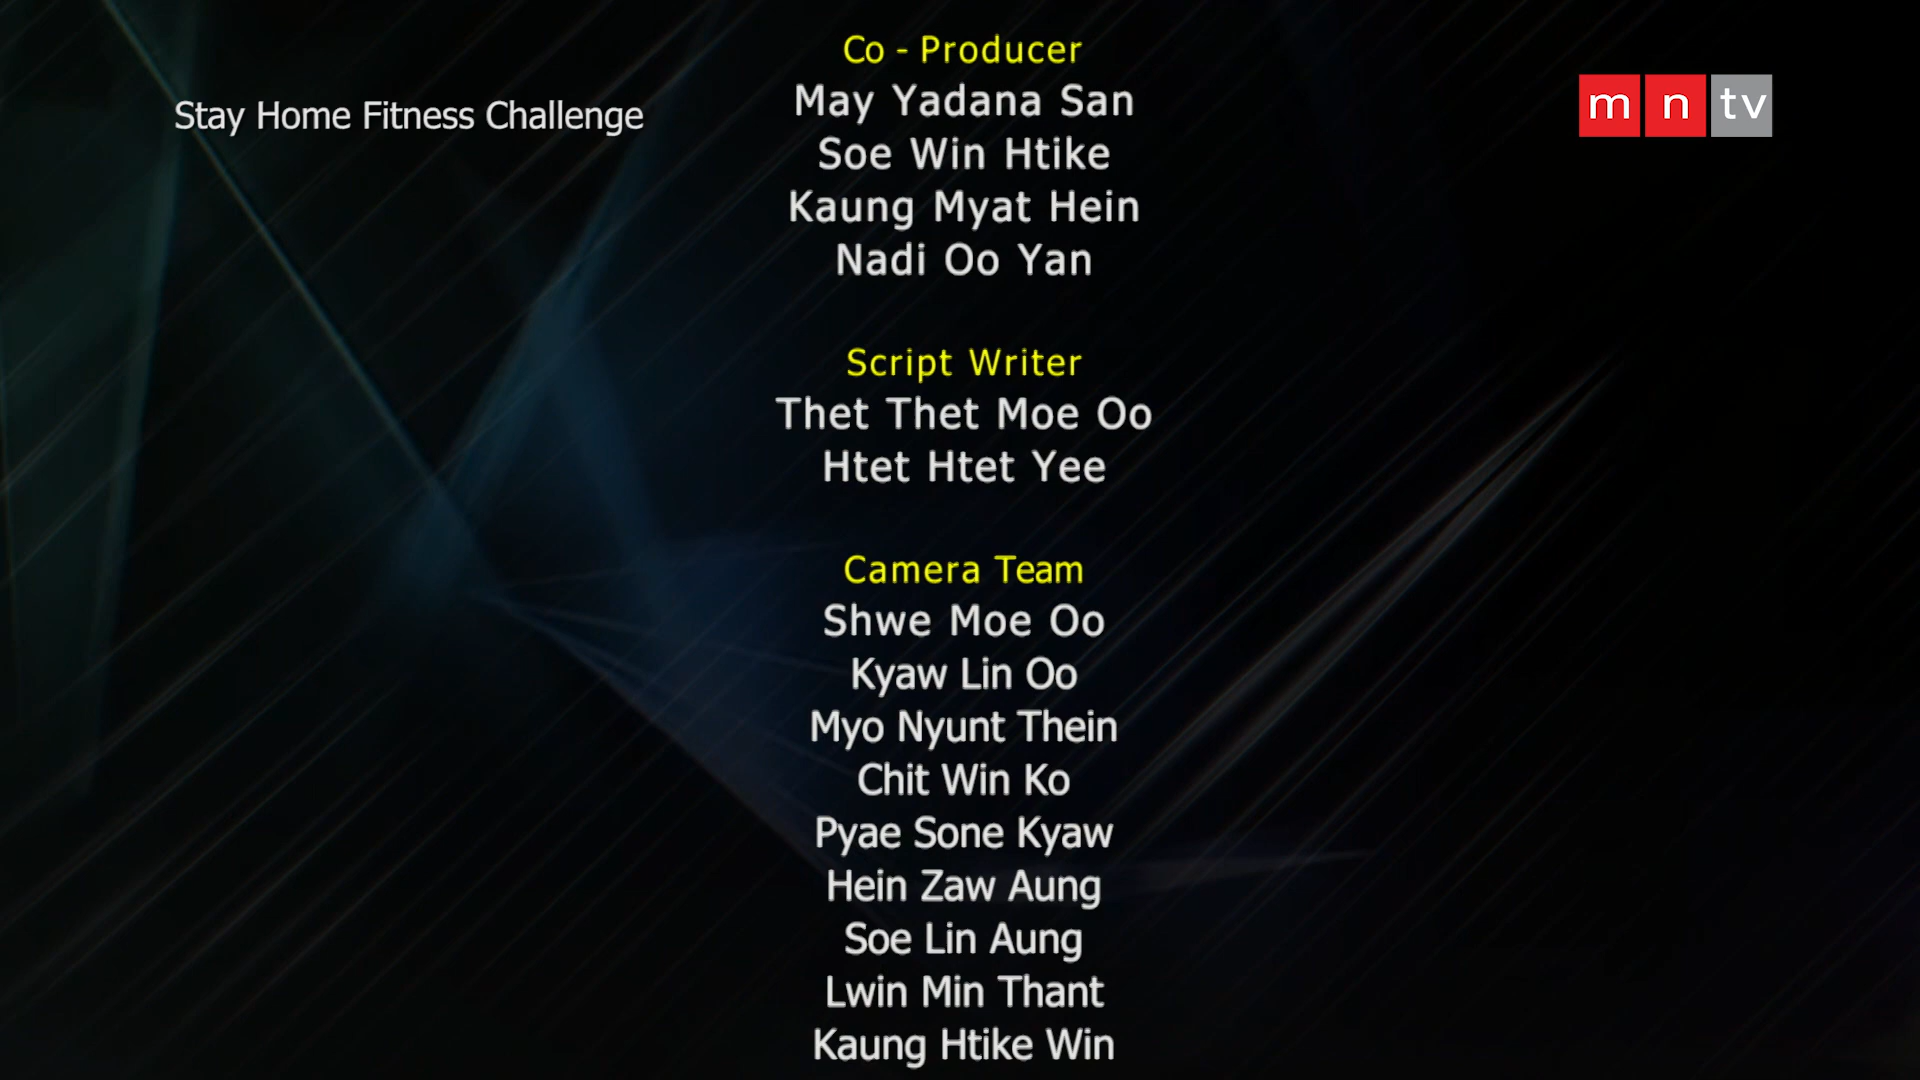 Stay Home Fitness Challenge
mntv
Co - Producer
May Yadana San
Soe Win Htike
Kaung Myat Hein
Nadi Oo Yan
Script Writer
Thet Thet Moe Oo
Htet Htet Yee
Camera Team
Shwe Moe Oo
Kyaw Lin Oo
Myo Nyunt Thein
Chit Win Ko
Pyae Sone Kyaw
Hein Zaw Aung
Soe Lin Aung
Lwin Min Thant
Kaung Htike Win